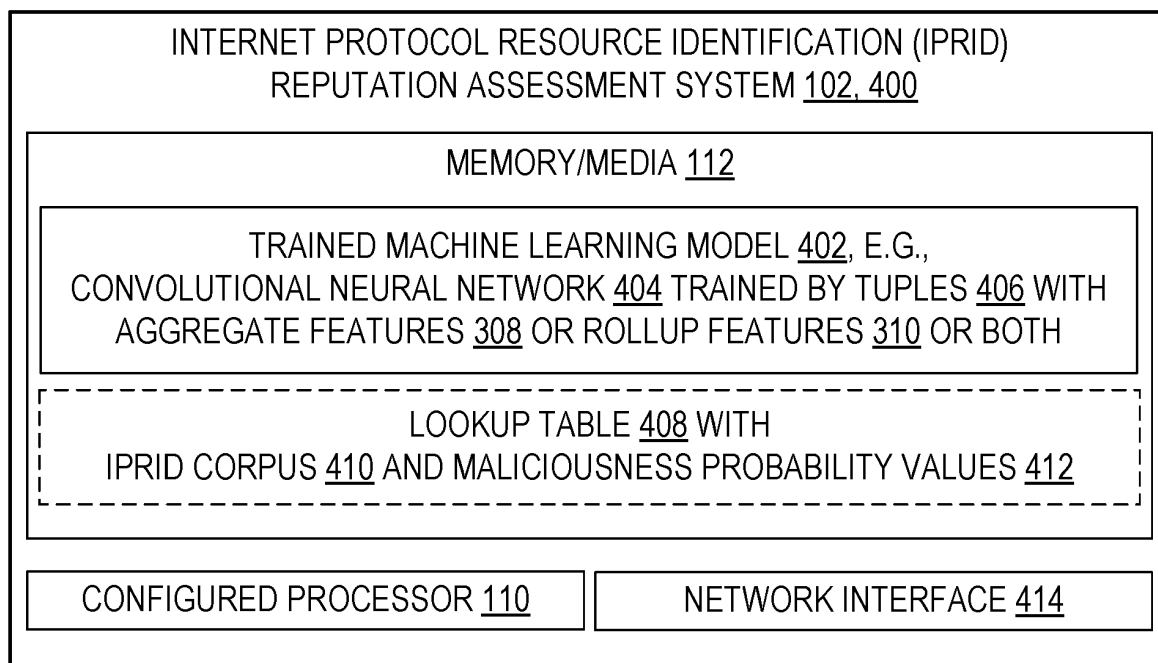 INTERNET PROTOCOL RESOURCE IDENTIFICATION (IPRID)
REPUTATION ASSESSMENT SYSTEM 102, 400
MEMORY/MEDIA 112
TRAINED MACHINE LEARNING MODEL 402, E.G.,
CONVOLUTIONAL NEURAL NETWORK 404 TRAINED BY TUPLES 406 WITH
AGGREGATE FEATURES 308 OR ROLLUP FEATURES 310 OR BOTH
LOOKUP TABLE 408 WITH
IPRID CORPUS 410 AND MALICIOUSNESS PROBABILITY VALUES 412
CONFIGURED PROCESSOR 110
NETWORK INTERFACE 414